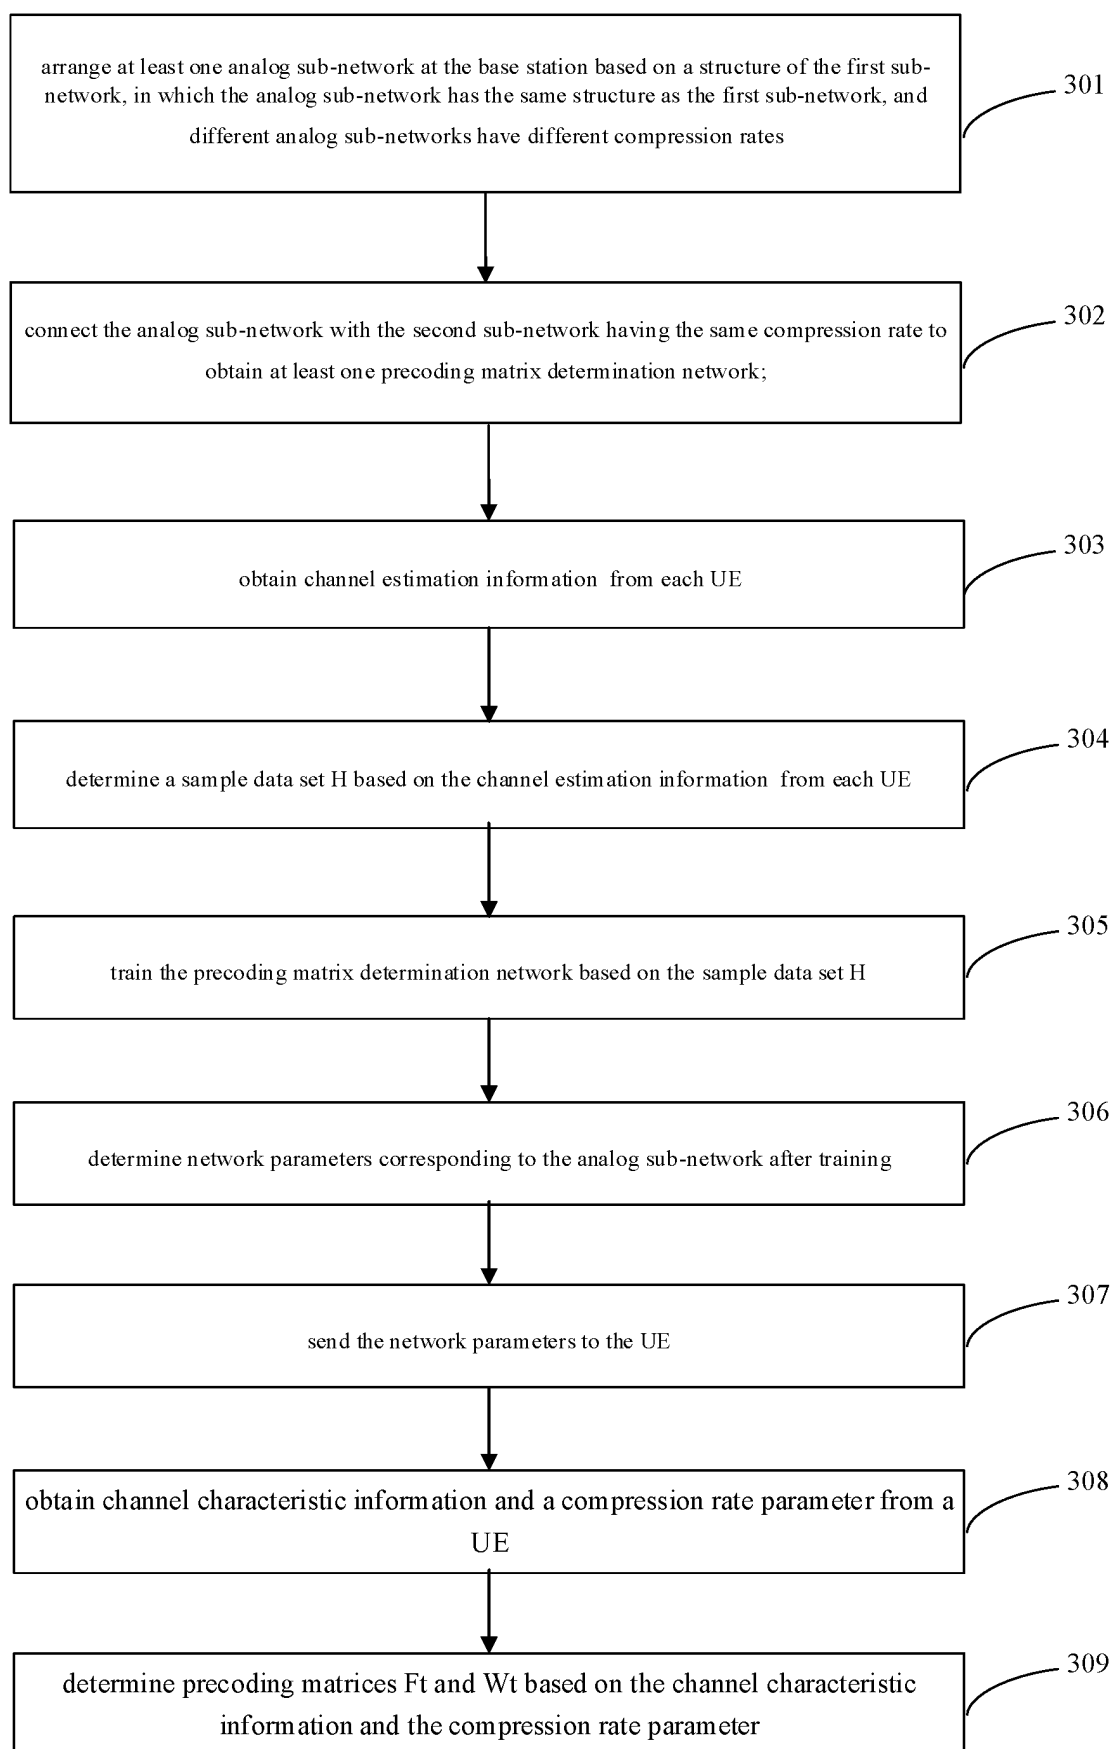 arrange at least one analog sub-network at the base station based on a structure of the first sub-
network, in which the analog sub-network has the same structure as the first sub-network, and
different analog sub-networks have different compression rates
301
connect the analog sub-network with the second sub-network having the same compression rate to
obtain at least one precoding matrix determination network;
302
obtain channel estimation information from each UE
303
determine a sample data set H based on the channel estimation information from each UE
304
train the precoding matrix determination network based on the sample data set H
305
determine network parameters corresponding to the analog sub-network after training
306
send the network parameters to the UE
307
obtain channel characteristic information and a compression rate parameter from a
UE
308
determine precoding matrices Ft and Wt based on the channel characteristic
information and the compression rate parameter
309